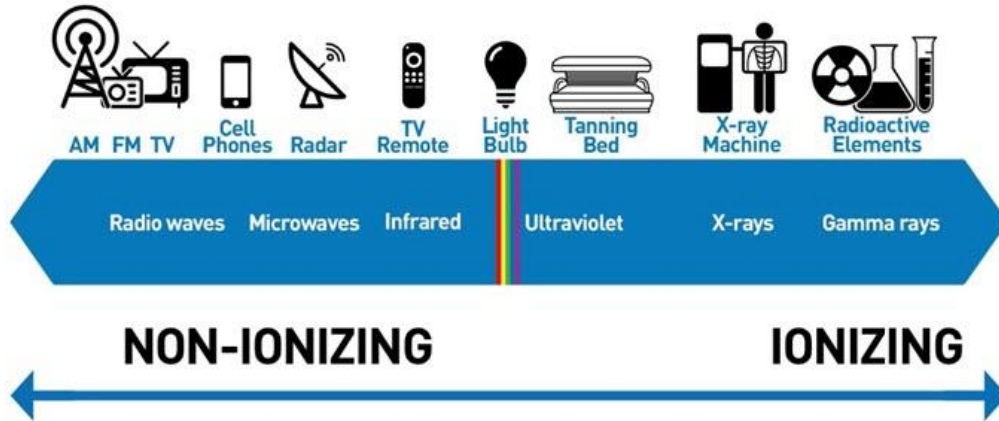 AM FM TV
Cell
Phones
Radar
TV
Remote
Light
Bulb
Tanning
Bed
X-ray
Machine
Radioactive
Elements
Radio waves
Microwaves
Infrared
Ultraviolet
X-rays
Gamma rays
NON-IONIZING
IONIZING